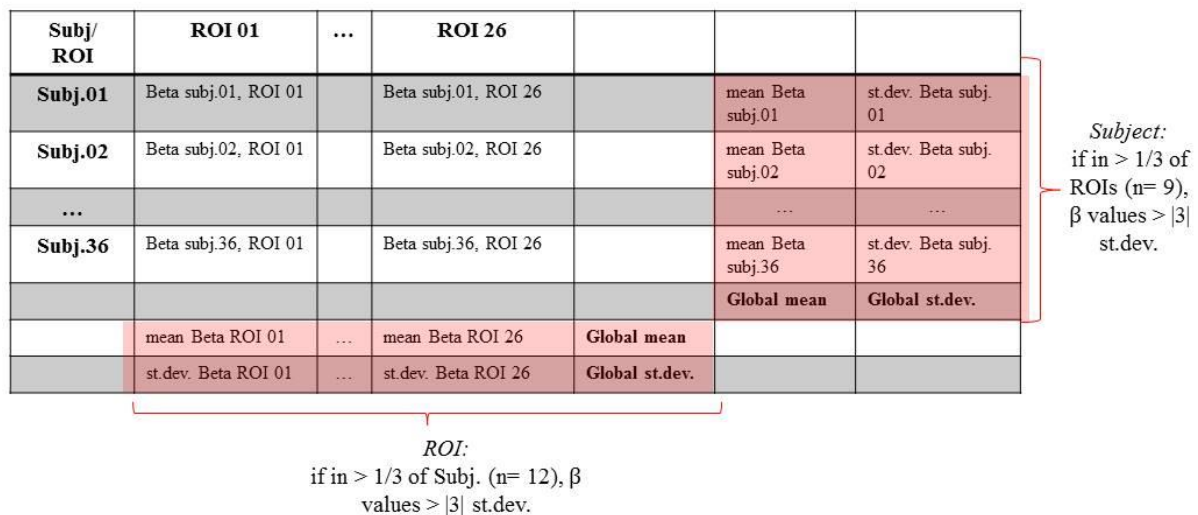 Subj/ ROI 01 … ROI 26
ROI
Subj.01 Beta subj.01, ROI 01 Beta subj.01, ROI 26 mean Beta st.dev. Beta subj.
subj.01 01
Subj.02 Beta subj.02, ROI 01 Beta subj.02, ROI 26 mean Beta st.dev. Beta subj.
subj.02 02
… … …
Subj.36 Beta subj.36, ROI 01 Beta subj.36, ROI 26 mean Beta st.dev. Beta subj.
subj.36 36
Global mean Global st.dev.
mean Beta ROI 01 … mean Beta ROI 26 Global mean
st.dev. Beta ROI 01 … st.dev. Beta ROI 26 Global st.dev.
Subject:
if in > 1/3 of
ROIs (n= 9),
β values > |3|
st.dev.
ROI:
if in > 1/3 of Subj. (n= 12), β
values > |3| st.dev.